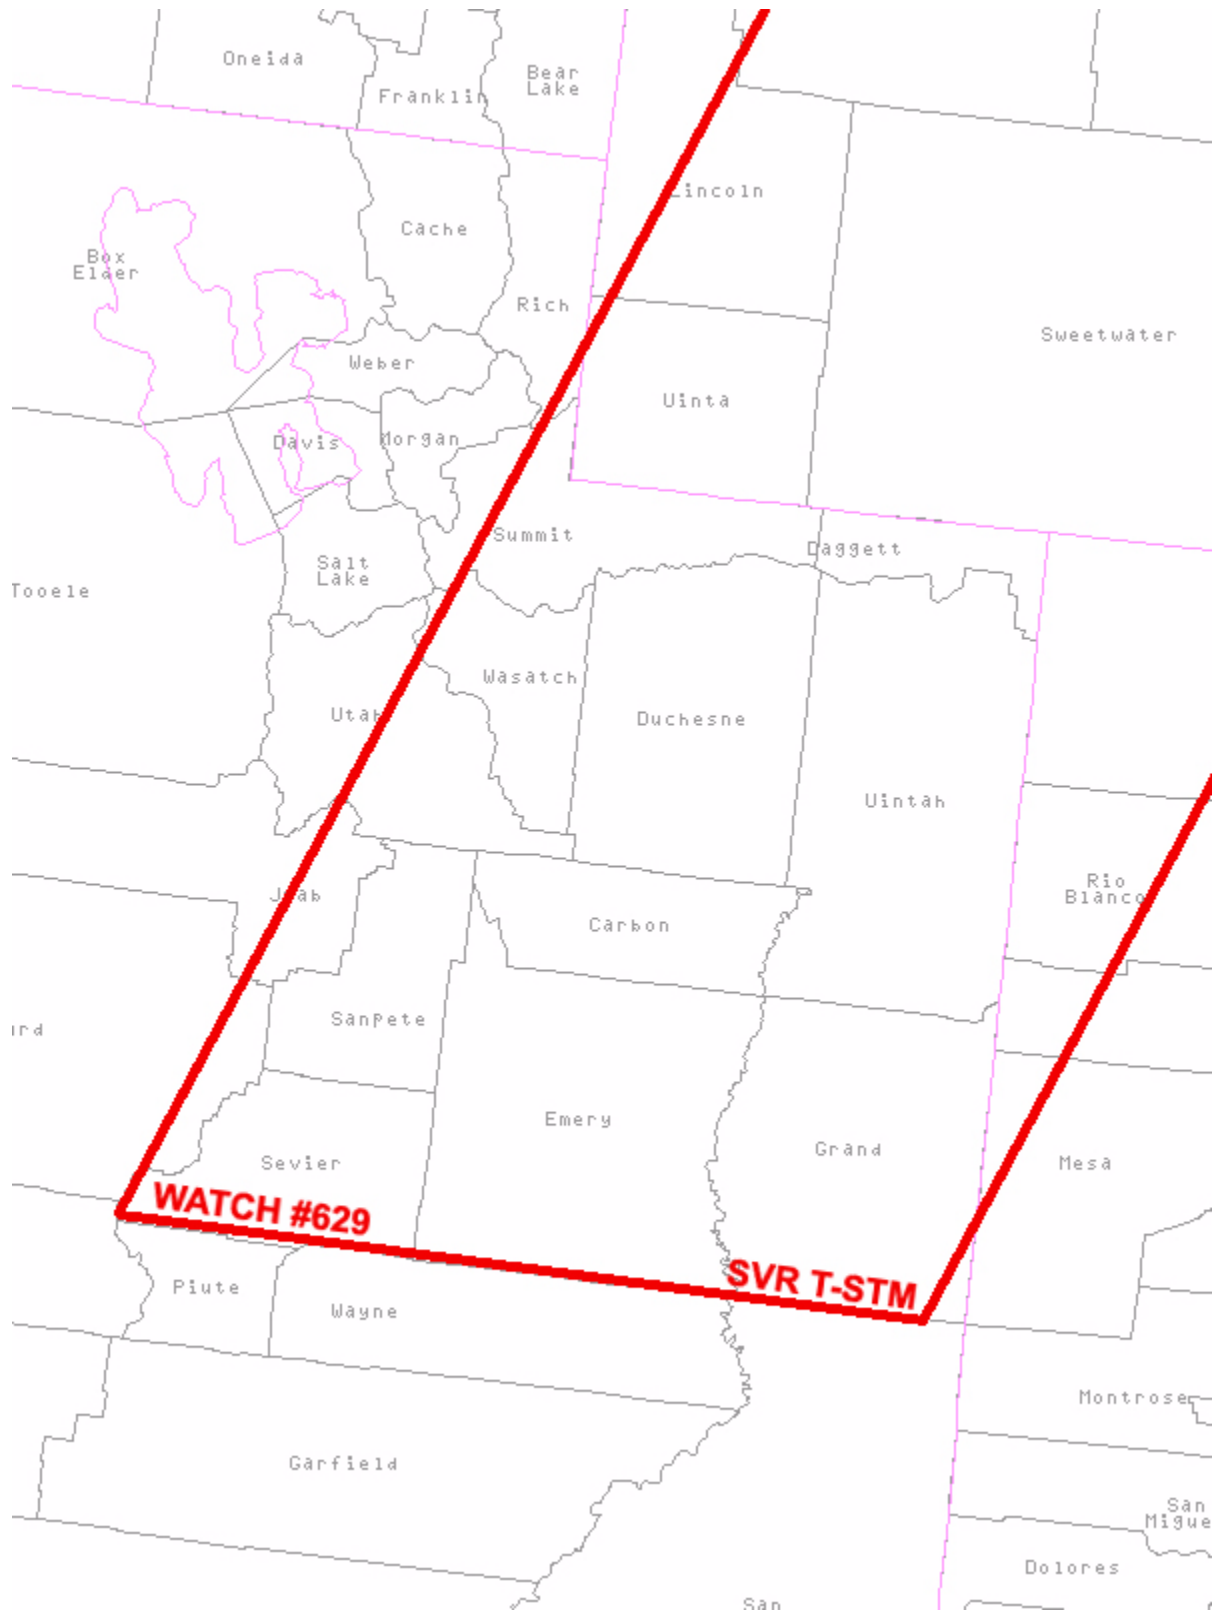 Oneida
Bear
Lake
Franklin
Lincoln
Cache
Box
Elder
Rich
Sweetwater
Weber
Uinta
Davis
Morgan
Summit
Daggett
Salt
Lake
Tooele
Wasatch
Utah
Duchesne
Uintah
Rio
Blanco
Juab
Carbon
SanPete
ard
Emery
Grand
Sevier
Mesa
WATCH #629
SVR T-STM
Piute
Wayne
Montrose
Garfield
San
Migue
Dolores
San